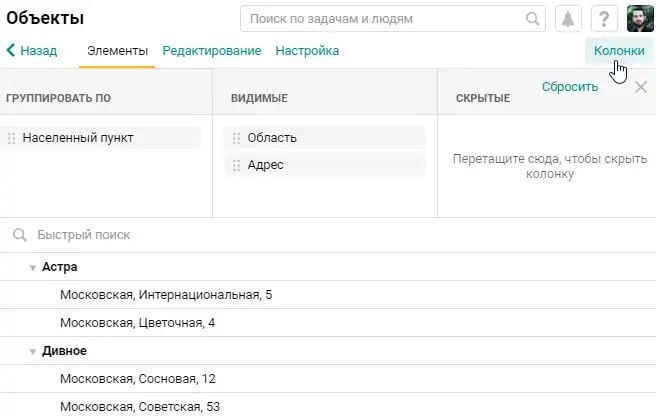 Объекты
Поиск по задачам и людям
?
Назад
Элементы
Редактирование
Настройка
Колонки
ГРУППИРОВАТЬ ПО
ВИДИМЫЕ
СКРЫТЫЕ
Сбросить
Населенный пункт
Область
Адрес
Перетащите сюда, чтобы скрыть
колонку
Быстрый поиск
Астра
Московская, Интернациональная, 5
Московская, Цветочная, 4
Дивное
Московская, Сосновая, 12
Московская, Советская, 53